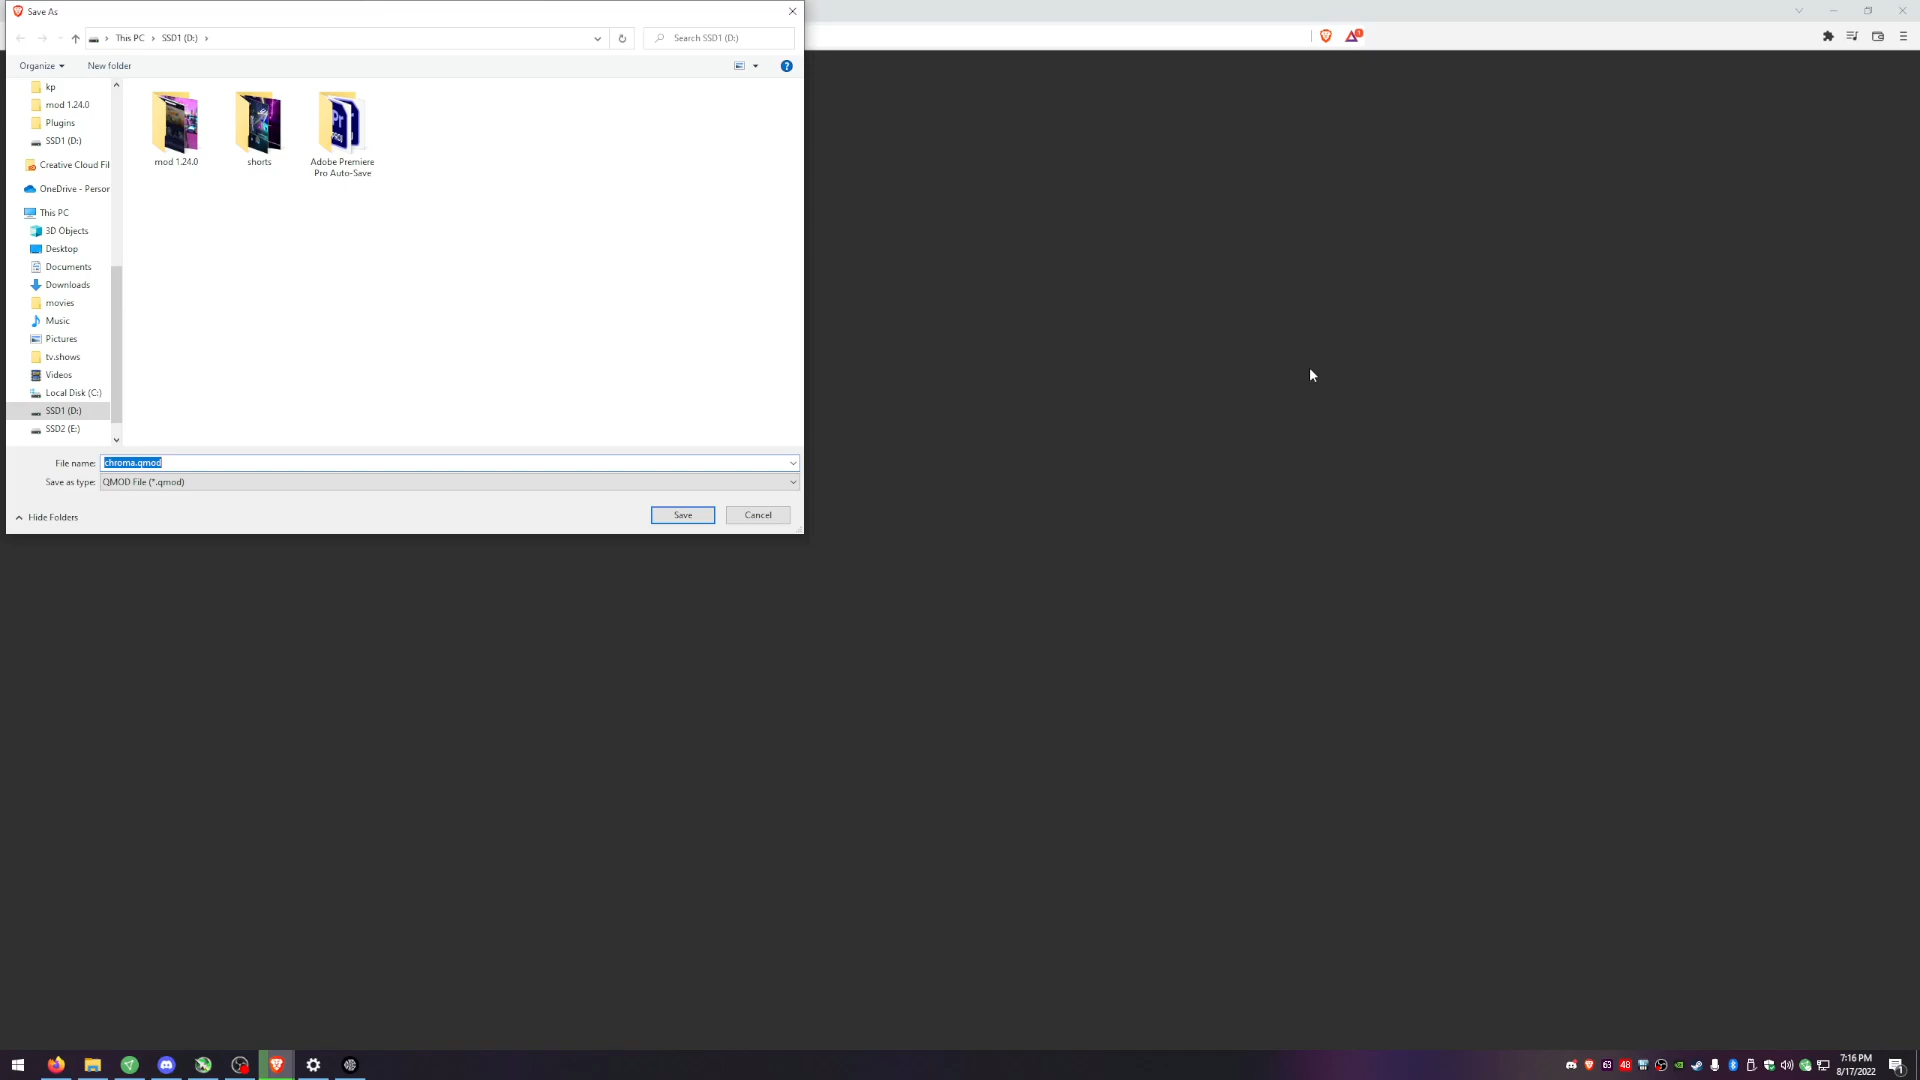 Save As
This PC
SSD1 (D:)
Search SSD1 (D:)
Organize
New folder
kp
mod 1.24.0
Plugins
SSD1 (D:)
Creative Cloud Fil
OneDrive - Persor
This PC
3D Objects
Desktop
Documents
Downloads
movies
Music
Pictures
tv.shows
Videos
Local Disk (C:)
SSD1 (D:)
SSD2 (E:)
mod 1.24.0
shorts
Adobe Premiere
Pro Auto-Save
File name:
chroma.qmod
Save as type:
QMOD File (*.qmod)
Hide Folders
Save
Cancel
63
48
7:16 PM
8/17/2022
1